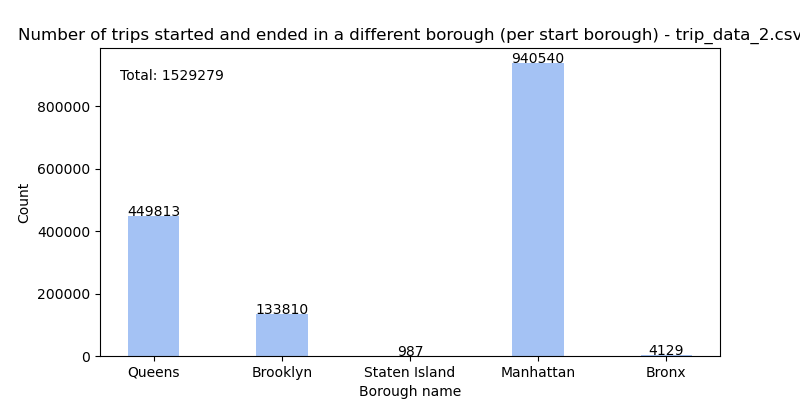 Number of trips started and ended in a different borough (per start borough) - trip_data_2.csv
Total: 1529279
940540
800000
600000
Count
449813
400000
200000
133810
987
4129
0
Queens Brooklyn Staten Island Manhattan Bronx
Borough name